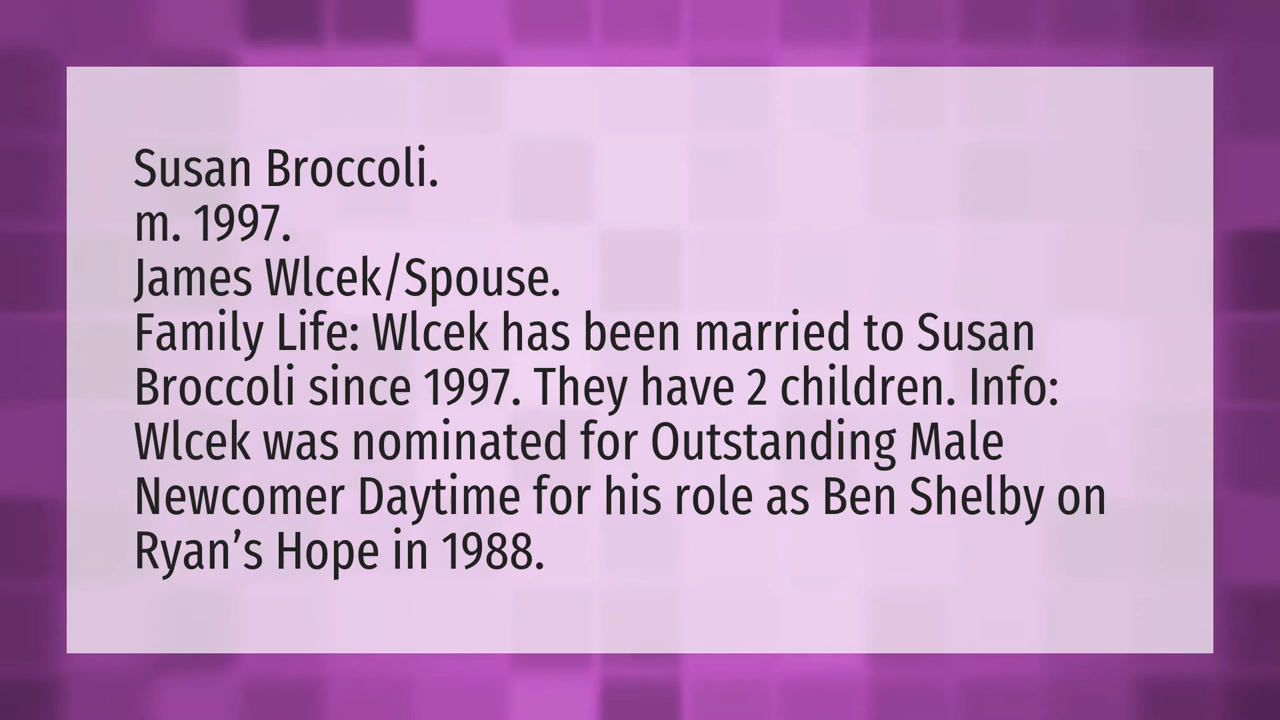 Susan Broccoli.
m. 1997.
James Wlcek/Spouse.
Family Life: Wlcek has been married to Susan
Broccoli since 1997. They have 2 children. Info:
Wlcek was nominated for Outstanding Male
Newcomer Daytime for his role as Ben Shelby on
Ryan’s Hope in 1988.